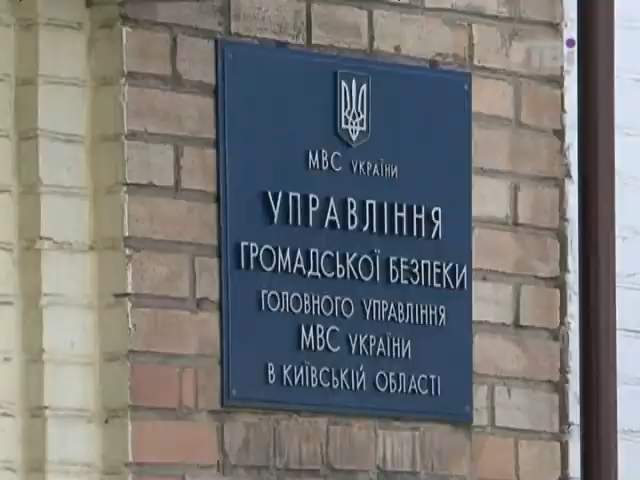 МВС УКРАЇНИ
УПРАВЛІННЯ
ГРОМАДСЬКОЇ БЕЗПЕКИ
ГОЛОВНОГО УПРАВЛІННЯ
МВС УКРАЇНИ
В КИЇВСЬКІЙ ОБЛАСТІ